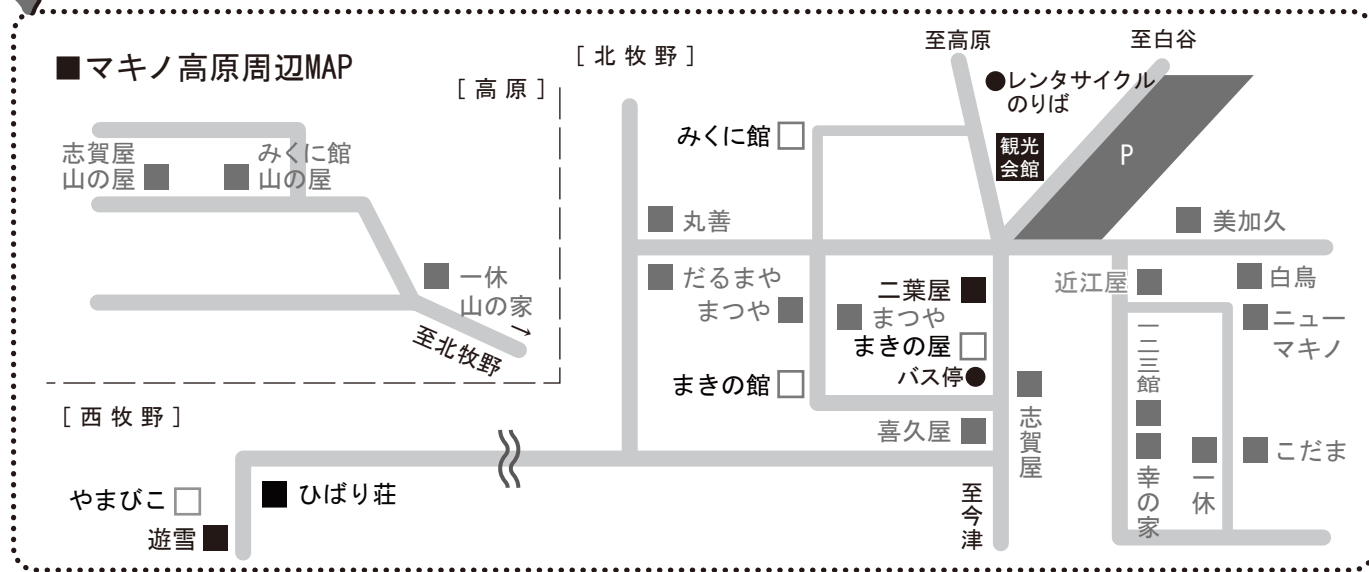 ■マキノ高原周辺MAP
[高原]
志賀屋
山の屋
みくに館
山の屋
一休
山の家
→
至北牧野
[北牧野]
至高原
至白谷
●レンタサイクル
のりば
観光
会館
P
みくに館
丸善
美加久
だるまや
まつや
二葉屋
まつや
まきの屋
バス停●
まきの館
喜久屋
志賀屋
至今津
近江屋
白鳥
ニュー
マキノ
一二三館
幸の家
一休
こだま
[西牧野]
やまびこ
ひばり荘
遊雪